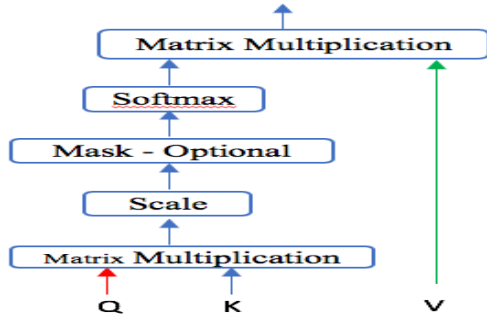 Matrix Multiplication
Softmax
Mask - Optional
Scale
Matrix Multiplication
Q K V